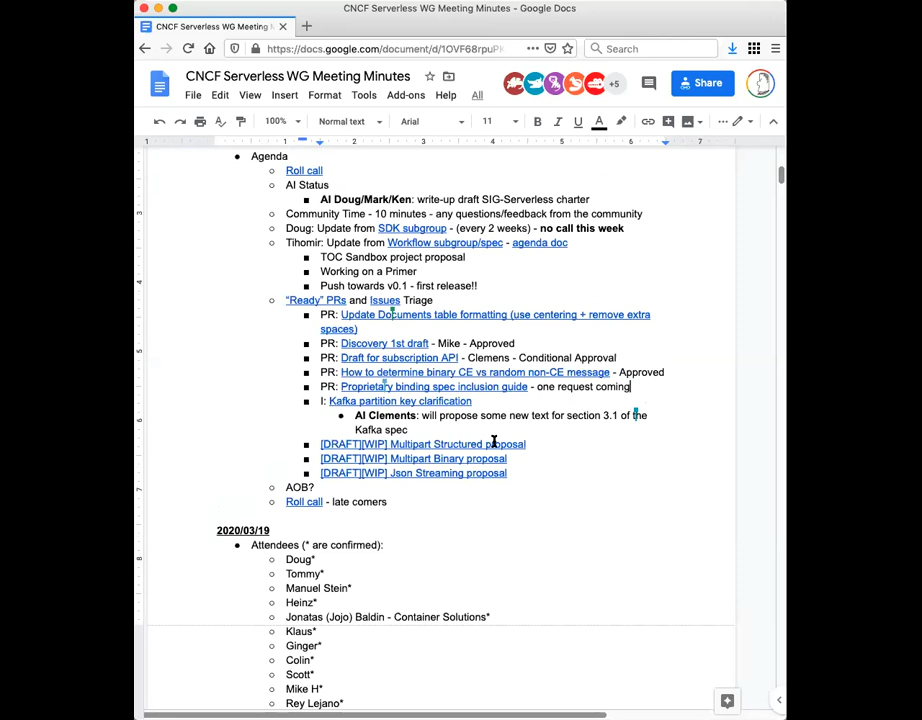 CNCF Serverless WG Meeting Minutes - Google Docs
CNCF Serverless WG Meeting M
https://docs.google.com/document/d/1OVF68rpuP
Search
CNCF Serverless WG Meeting Minutes
+5
Share
File Edit View Insert Format Tools Add-ons Help All
100% Normal text Arial 11 B I U A
1 1 2 3 4 5 6 7
Agenda
Roll call
AI Status
AI Doug/Mark/Ken: write-up draft SIG-Serverless charter
Community Time - 10 minutes - any questions/feedback from the community
Doug: Update from SDK subgroup - (every 2 weeks) - no call this week
Tihomir: Update from Workflow subgroup/spec - agenda doc
TOC Sandbox project proposal
Working on a Primer
Push towards v0.1 - first release!!
“Ready” PRs and Issues Triage
PR: Update Documents table formatting (use centering + remove extra
spaces)
PR: Discovery 1st draft - Mike - Approved
PR: Draft for subscription API - Clemens - Conditional Approval
PR: How to determine binary CE vs random non-CE message - Approved
PR: Proprietary binding spec inclusion guide - one request coming
I: Kafka partition key clarification
AI Clements: will propose some new text for section 3.1 of the
Kafka spec
[DRAFT][WIP] Multipart Structured proposal
[DRAFT][WIP] Multipart Binary proposal
[DRAFT][WIP] Json Streaming proposal
AOB?
Roll call - late comers
2020/03/19
Attendees (* are confirmed):
Doug*
Tommy*
Manuel Stein*
Heinz*
Jonatas (Jojo) Baldin - Container Solutions*
Klaus*
Ginger*
Colin*
Scott*
Mike H*
Rey Lejano*